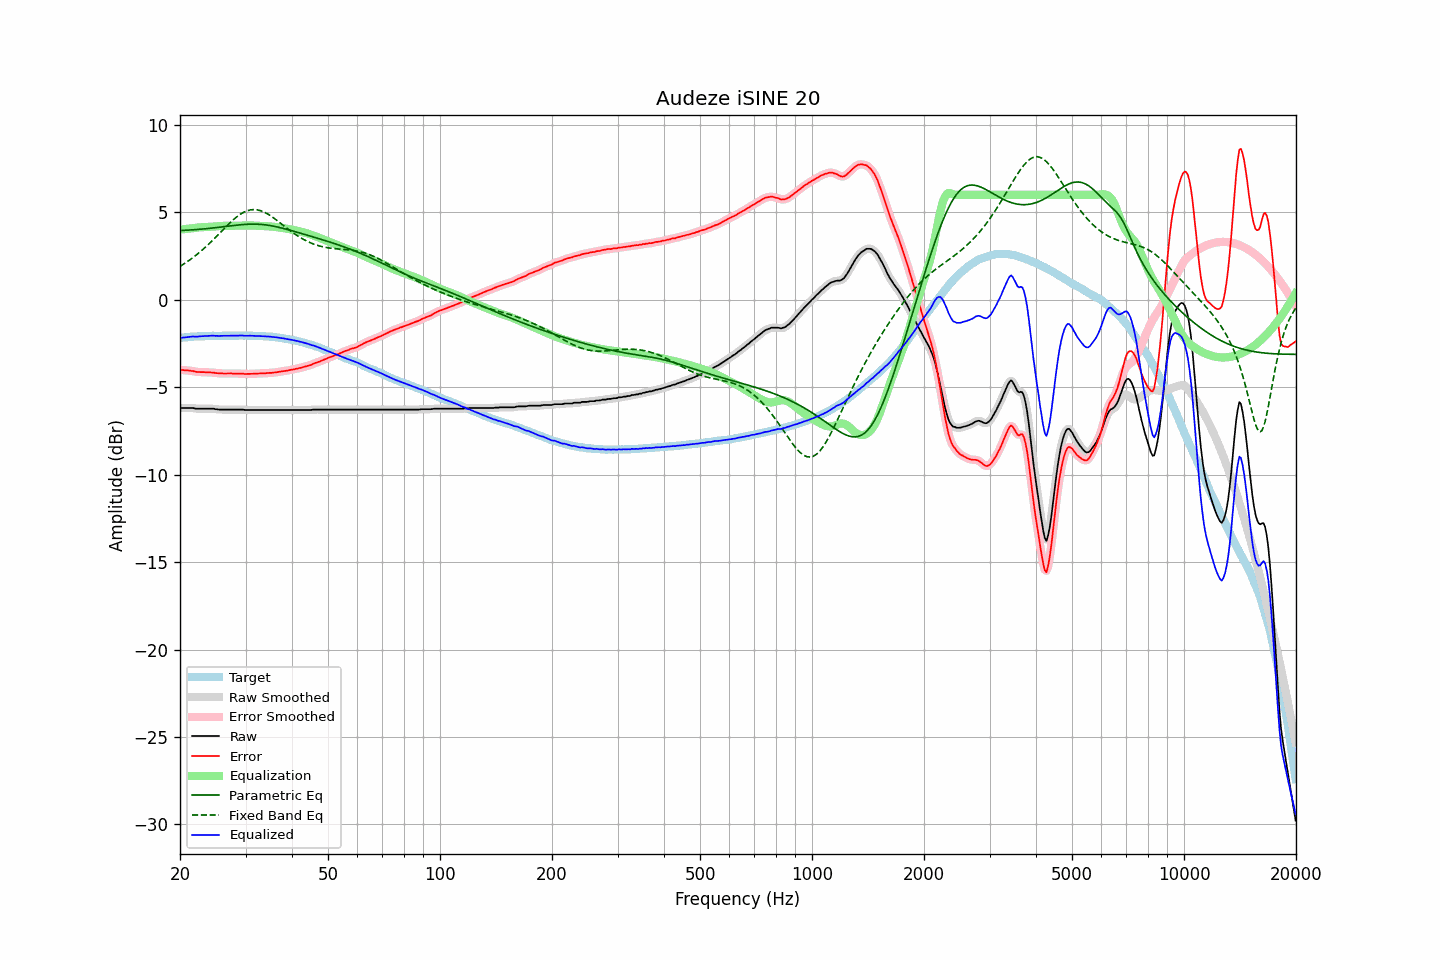 Audeze iSINE 20
10
5
0
−5
−10
−15
−20
−25
−30
Amplitude (dBr)
Target
Raw Smoothed
Error Smoothed
Raw
Error
Equalization
Parametric Eq
Fixed Band Eq
Equalized
20 50 100 200 500 1000 2000 5000 10000 20000
Frequency (Hz)